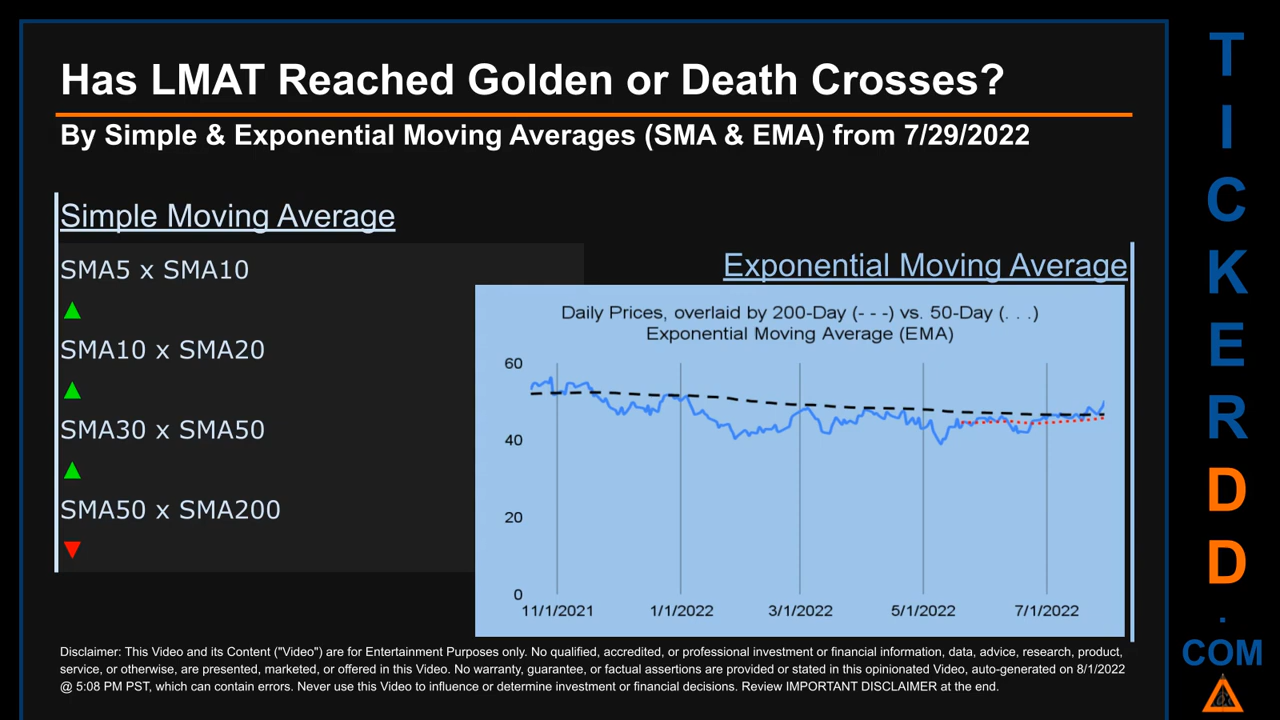 Has LMAT Reached Golden or Death Crosses?
By Simple & Exponential Moving Averages (SMA & EMA) from 7/29/2022
Simple Moving Average
SMA5 x SMA10
▲
SMA10 x SMA20
▲
SMA30 x SMA50
▲
SMA50 x SMA200
▼
Exponential Moving Average
Daily Prices, overlaid by 200-Day (- - -) vs. 50-Day (. . .)
Exponential Moving Average (EMA)
60
40
20
0
11/1/2021 1/1/2022 3/1/2022 5/1/2022 7/1/2022
Disclaimer: This Video and its Content ("Video") are for Entertainment Purposes only. No qualified, accredited, or professional investment or financial information, data, advice, research, product,
service, or otherwise, are presented, marketed, or offered in this Video. No warranty, guarantee, or factual assertions are provided or stated in this opinionated Video, auto-generated on 8/1/2022
@ 5:08 PM PST, which can contain errors. Never use this Video to influence or determine investment or financial decisions. Review IMPORTANT DISCLAIMER at the end.
T
I
C
K
E
R
D
D
.
COM